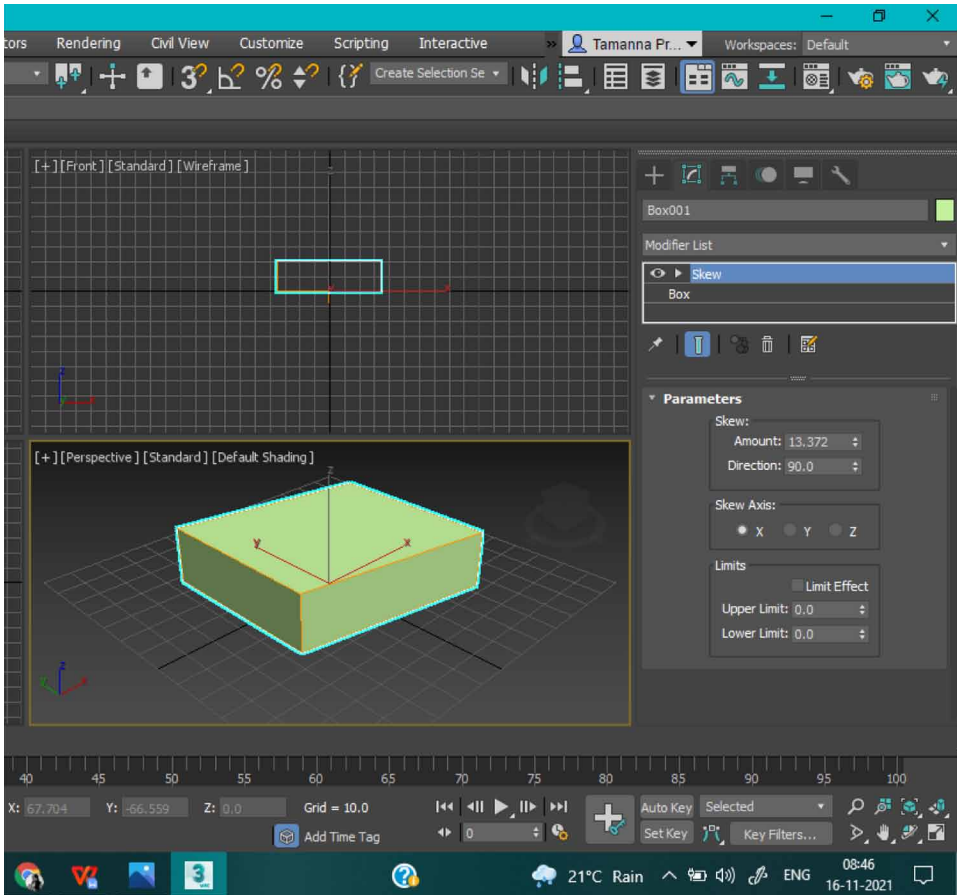 tors Rendering Civil View Customize Scripting Interactive » Tamanna Pr... Workspaces: Default
3 % Create Selection Se
[+][Front][Standard][Wireframe]
x
z
y x
Box001
Modifier List
Skew
Box
Parameters
Skew:
Amount: 13.372
Direction: 90.0
Skew Axis:
X Y Z
Limits
Limit Effect
Upper Limit: 0.0
Lower Limit: 0.0
[+][Perspective][Standard][Default Shading]
z
y x
z
y x
40 45 50 55 60 65 70 75 80 85 90 95 100
X: 67.704 Y: -66.559 Z: 0.0 Grid = 10.0 Auto Key Selected
Add Time Tag 0 Set Key Key Filters...
3
21°C Rain ENG 08:46
16-11-2021